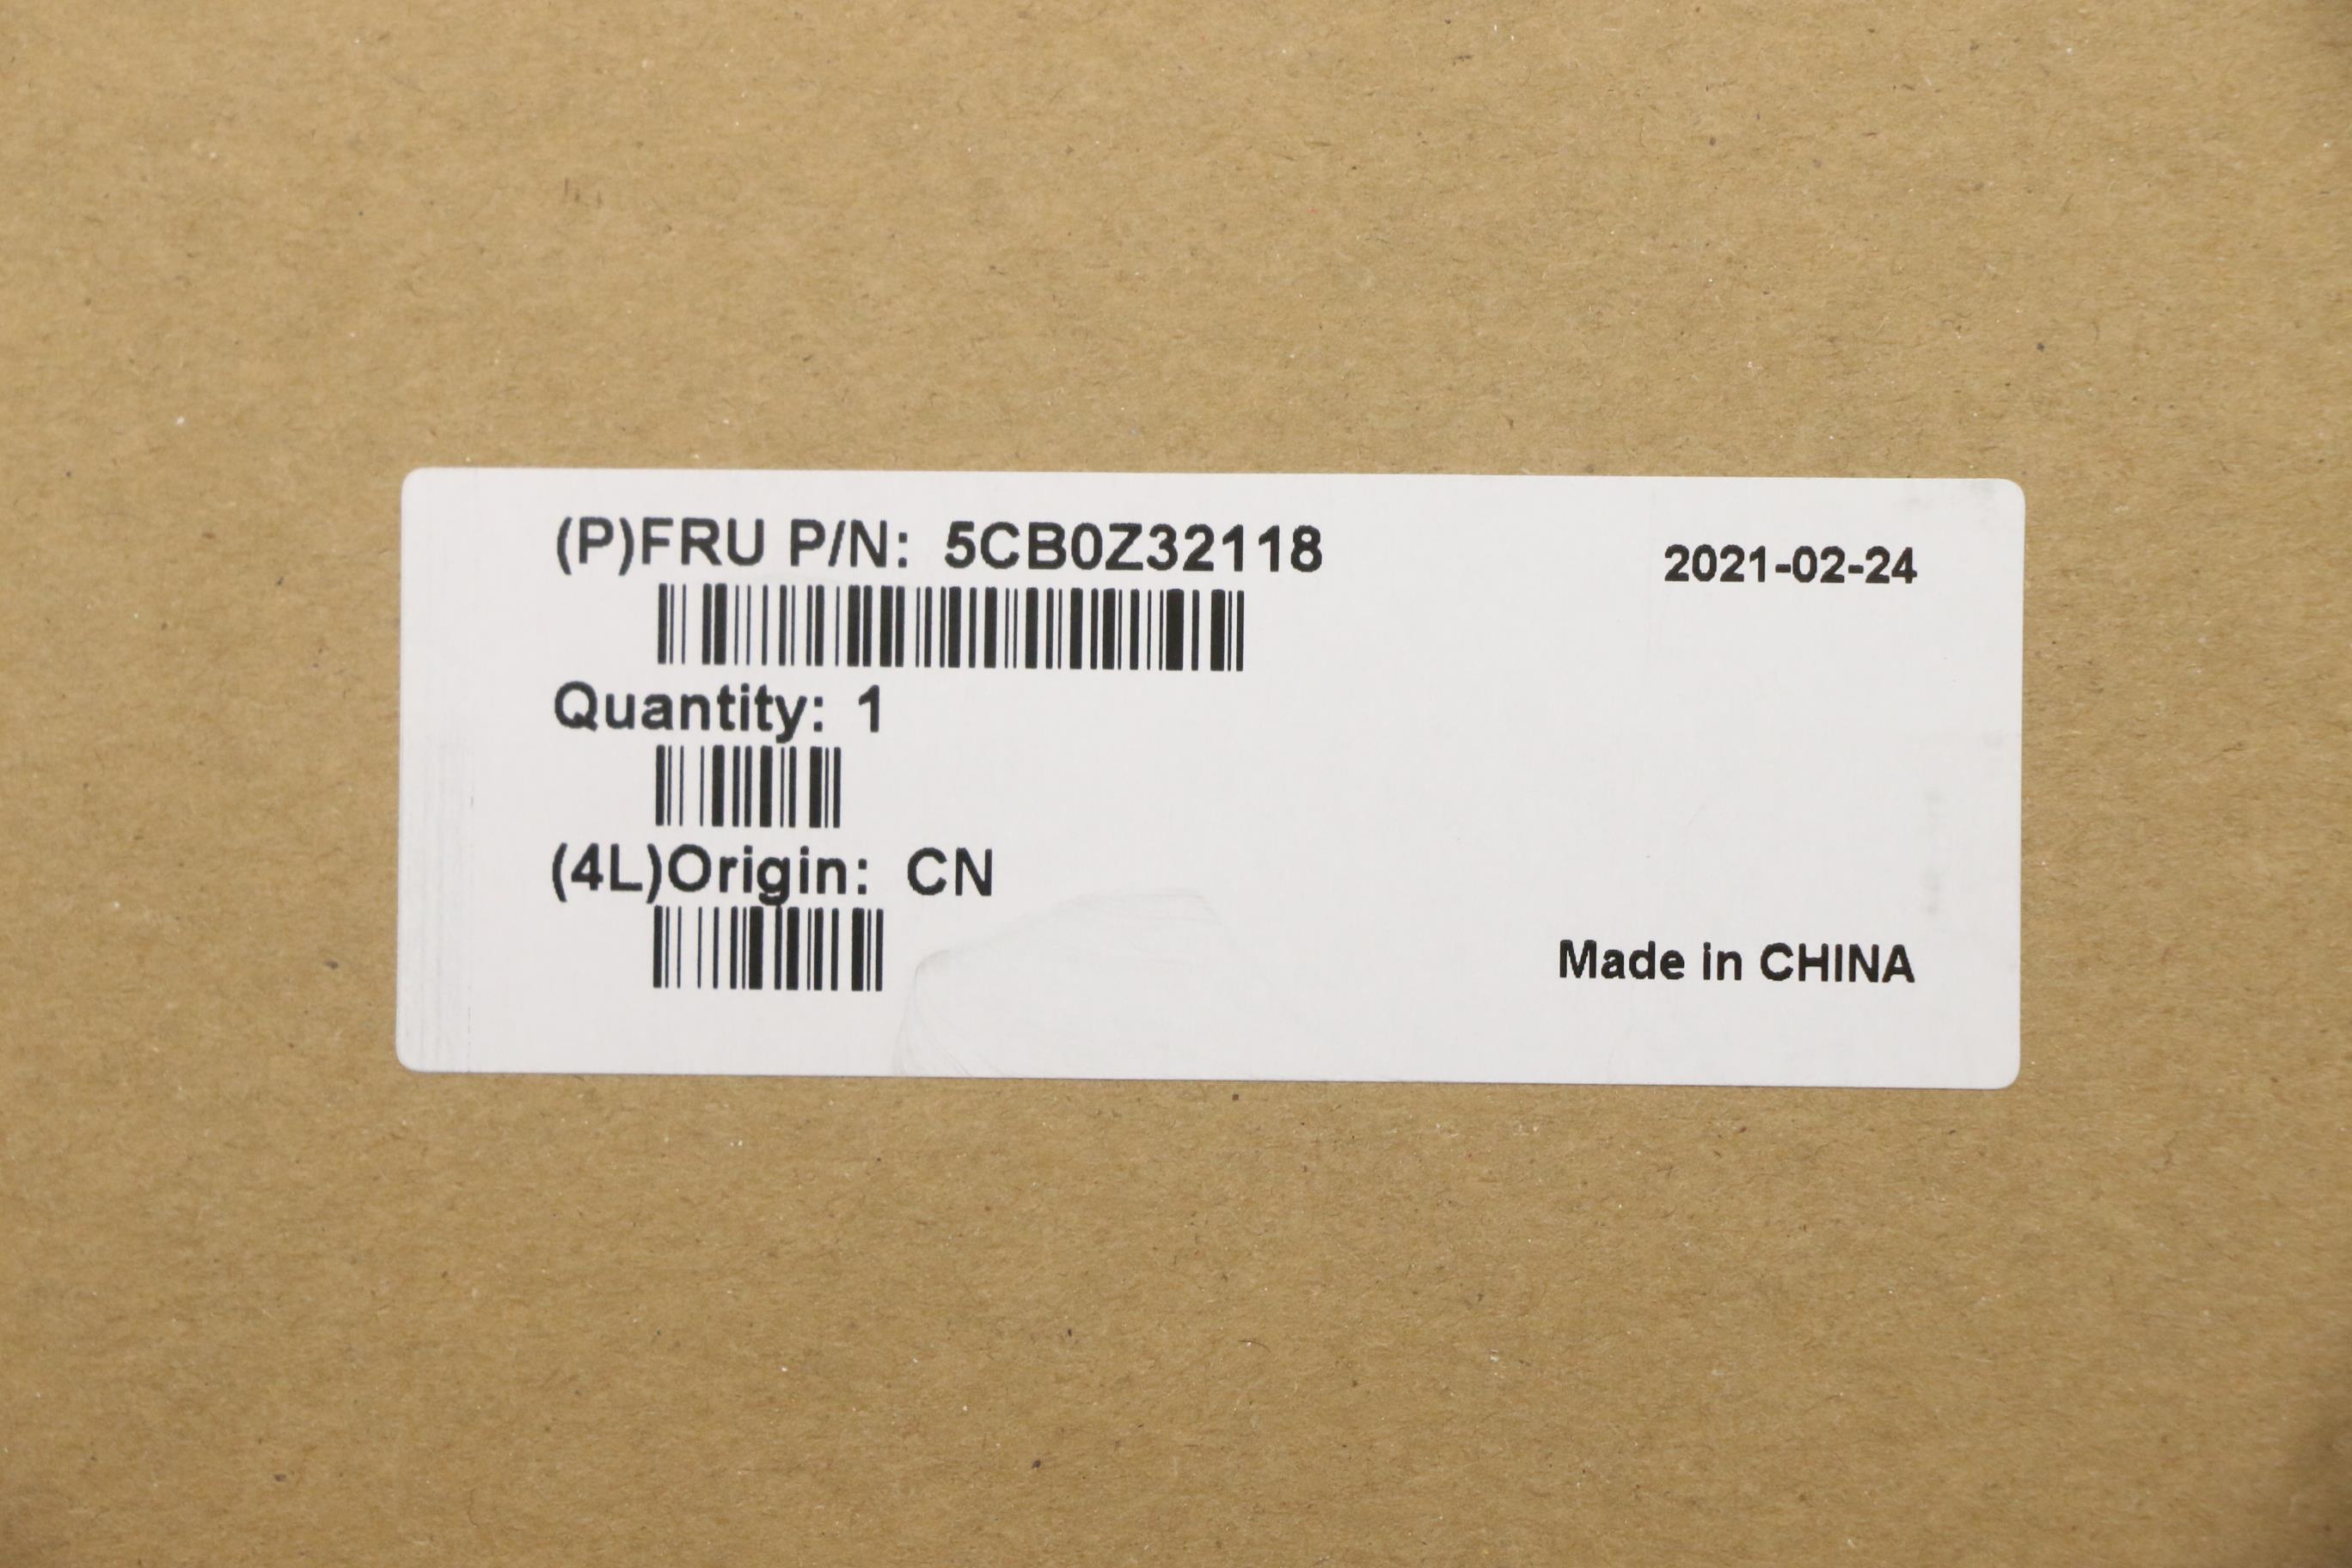 (P)FRU P/N: 5CB0Z32118
2021-02-24
Quantity: 1
(4L)Origin: CN
Made in CHINA